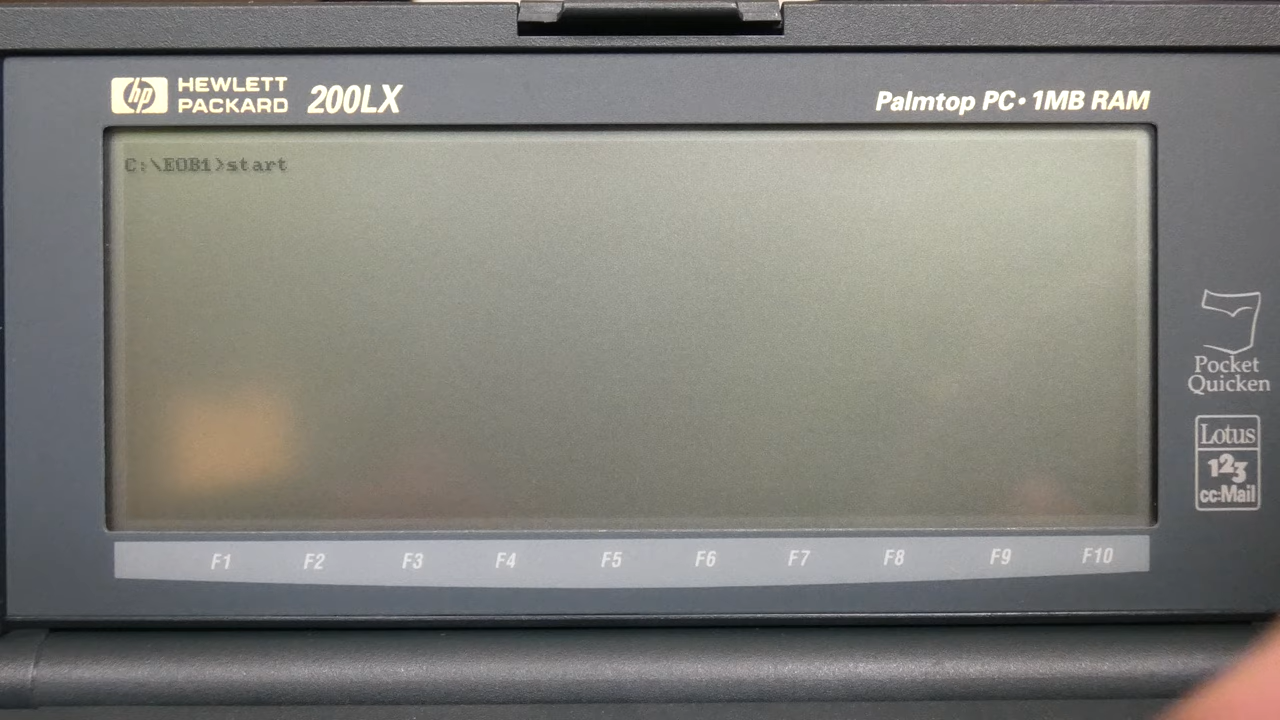 hp HEWLETT PACKARD 200LX
Palmtop PC • 1MB RAM
C:\EOB1>start
Pocket
Quicken
Lotus
123
cc:Mail
F1 F2 F3 F4 F5 F6 F7 F8 F9 F10